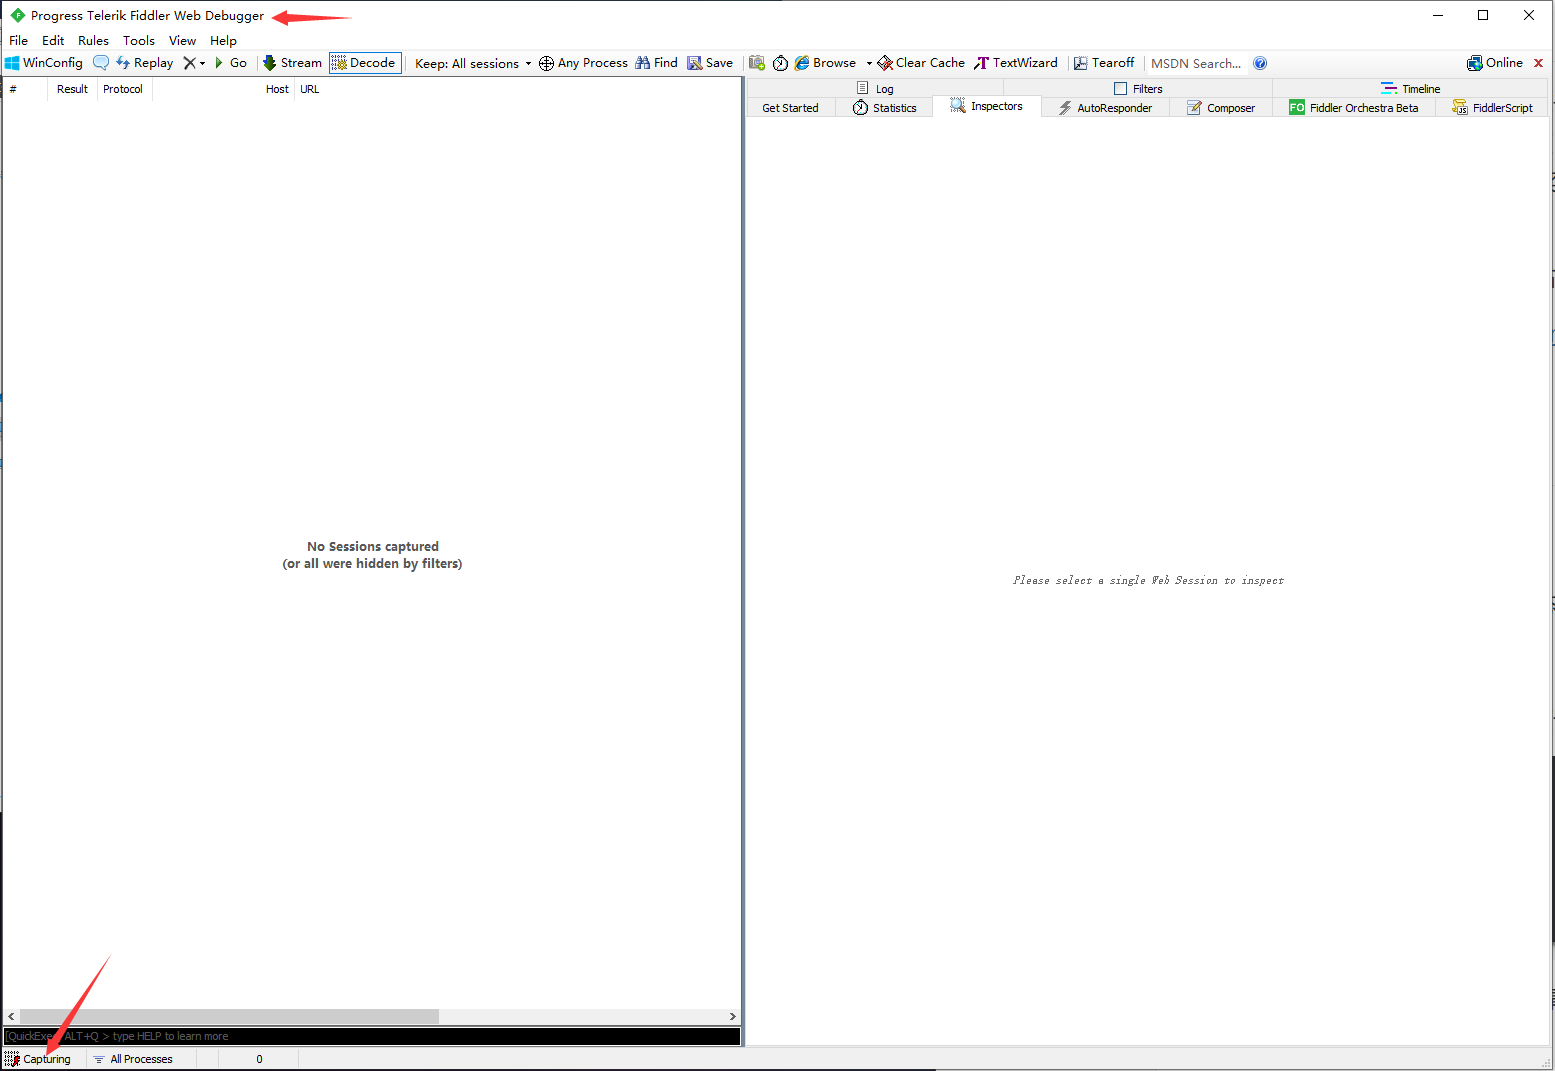 Progress Telerik Fiddler Web Debugger
File Edit Rules Tools View Help
WinConfig Replay Go Stream Decode Keep: All sessions Any Process Find Save Browse Clear Cache TextWizard Tearoff MSDN Search... Online
# Result Protocol Host URL
Log Filters Timeline
Get Started Statistics Inspectors AutoResponder Composer FO Fiddler Orchestra Beta FiddlerScript
No Sessions captured
(or all were hidden by filters)
Please select a single Web Session to inspect
ALT+Q > type HELP to learn more
Capturing All Processes 0